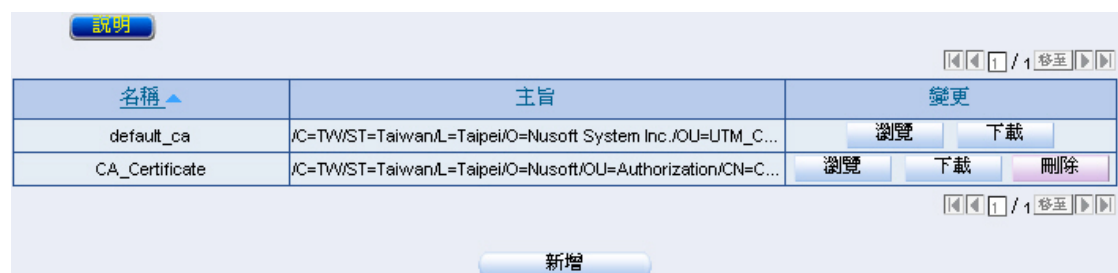 説明
1 / 1 移至
名稱 主旨 變更
default_ca /C=TW/ST=Taiwan/L=Taipei/O=Nusoft System Inc./OU=UTM_C... 瀏覽 下載
CA_Certificate /C=TW/ST=Taiwan/L=Taipei/O=Nusoft/OU=Authorization/CN=C... 瀏覽 下載 刪除
1 / 1 移至
新增